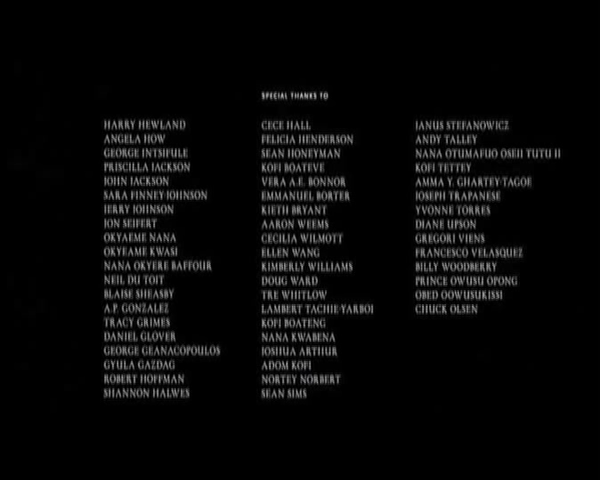 SPECIAL THANKS TO
HARRY HEWLAND
ANGELA HOW
GEORGE INTSIFULE
PRISCILLA JACKSON
JOHN JACKSON
SARA FINNEY-JOHNSON
JERRY JOHNSON
JON SEIFERT
OKYAEME NANA
OKYEAME KWASI
NANA OKYERE BAFFOUR
NEIL DU TOIT
BLAISE SHEASBY
A.P. GONZALEZ
TRACY GRIMES
DANIEL GLOVER
GEORGE GEANACOPOULOS
GYULA GAZDAG
ROBERT HOFFMAN
SHANNON HALWES
CECE HALL
FELICIA HENDERSON
SEAN HONEYMAN
KOFI BOATEVE
VERA A.E. BONNOR
EMMANUEL BORTER
KIETH BRYANT
AARON WEEMS
CECILIA WILMOTT
ELLEN WANG
KIMBERLY WILLIAMS
DOUG WARD
TRE WHITLOW
LAMBERT TACHIE-YARBOI
KOFI BOATENG
NANA KWABENA
JOSHUA ARTHUR
ADOM KOFI
NORTEY NORBERT
SEAN SIMS
JANUS STEFANOWICZ
ANDY TALLEY
NANA OTUMAFUO OSEII TUTU II
KOFI TETTEY
AMMA Y. GHARTEY-TAGOE
JOSEPH TRAPANESE
YVONNE TORRES
DIANE UPSON
GREGORI VIENS
FRANCESCO VELASQUEZ
BILLY WOODBERRY
PRINCE OWUSU OPONG
OBED OOWUSUKISSI
CHUCK OLSEN